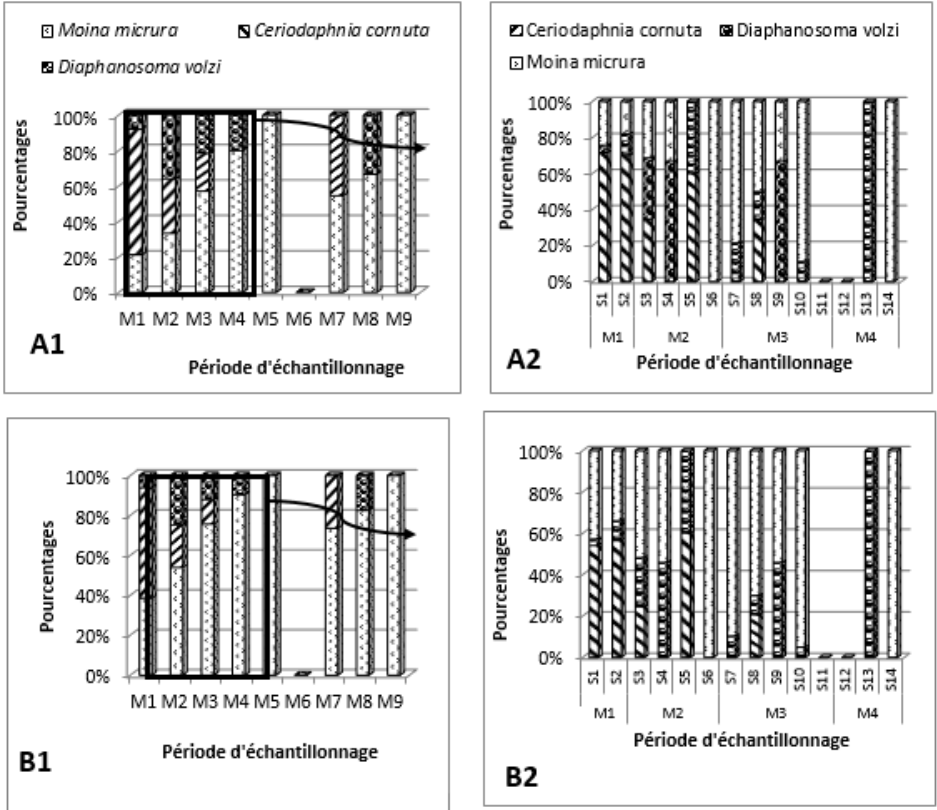 Moina micrura Ceriodaphnia cornuta
Diaphanosoma volzi
Pourcentages
100%
80%
60%
40%
20%
0%
M1 M2 M3 M4 M5 M6 M7 M8 M9
A1
Période d'échantillonnage
Ceriodaphnia cornuta Diaphanosoma volzi
Moina micrura
Pourcentages
100%
80%
60%
40%
20%
0%
S1 S2 S3 S4 S5 S6 S7 S8 S9 S10 S11 S12 S13 S14
M1 M2 M3 M4
A2
Période d'échantillonnage
Pourcentages
100%
80%
60%
40%
20%
0%
M1 M2 M3 M4 M5 M6 M7 M8 M9
B1
Période d'échantillonnage
Pourcentages
100%
80%
60%
40%
20%
0%
S1 S2 S3 S4 S5 S6 S7 S8 S9 S10 S11 S12 S13 S14
M1 M2 M3 M4
B2
Période d'échantillonnage